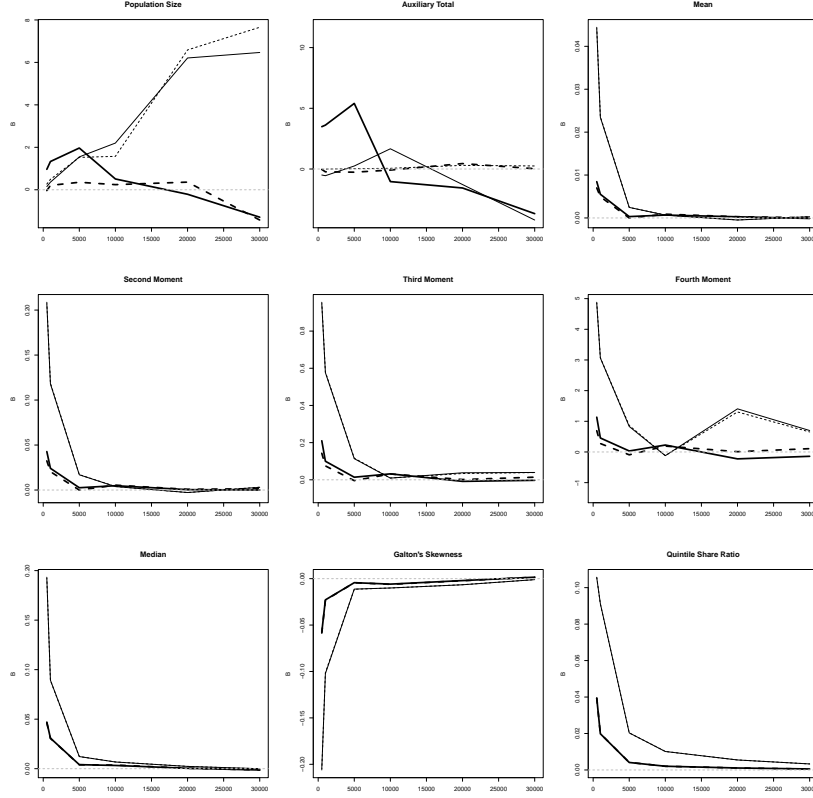 Population Size
B
8
6
4
2
0
0 5000 10000 15000 20000 25000 30000
Auxiliary Total
B
10
5
0
0 5000 10000 15000 20000 25000 30000
Mean
B
0.04
0.03
0.02
0.01
0.00
0 5000 10000 15000 20000 25000 30000
Second Moment
B
0.20
0.15
0.10
0.05
0.00
0 5000 10000 15000 20000 25000 30000
Third Moment
B
0.8
0.6
0.4
0.2
0.0
0 5000 10000 15000 20000 25000 30000
Fourth Moment
B
5
4
3
2
1
0
−1
0 5000 10000 15000 20000 25000 30000
Median
B
0.20
0.15
0.10
0.05
0.00
0 5000 10000 15000 20000 25000 30000
Galton's Skewness
B
0.00
−0.05
−0.10
−0.15
−0.20
0 5000 10000 15000 20000 25000 30000
Quintile Share Ratio
B
0.10
0.08
0.06
0.04
0.02
0.00
0 5000 10000 15000 20000 25000 30000